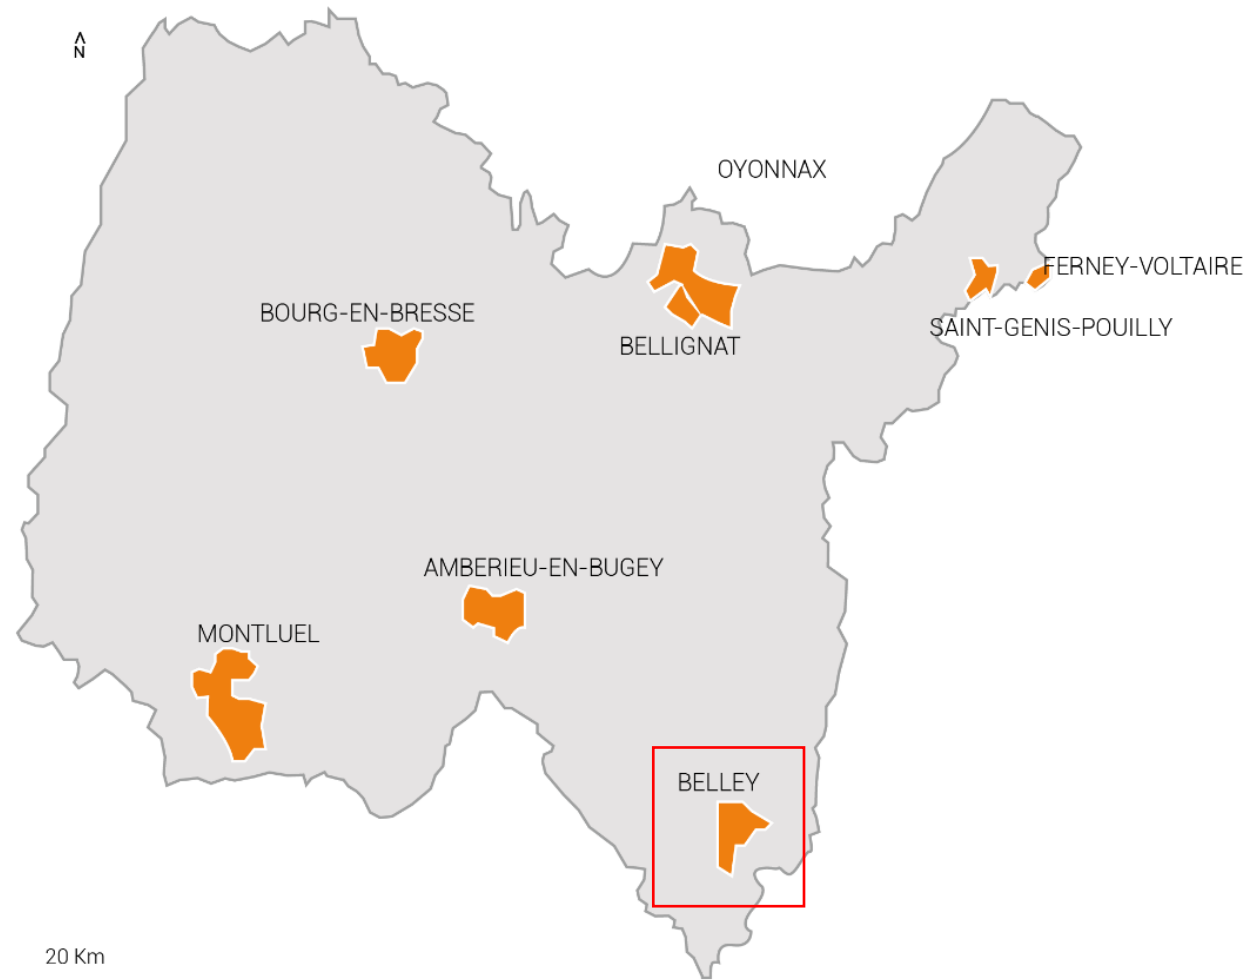 ∧
N
OYONNAX
FERNEY-VOLTAIRE
BOURG-EN-BRESSE
SAINT-GENIS-POUILLY
BELLIGNAT
AMBERIEU-EN-BUGEY
MONTLUEL
BELLEY
20 Km